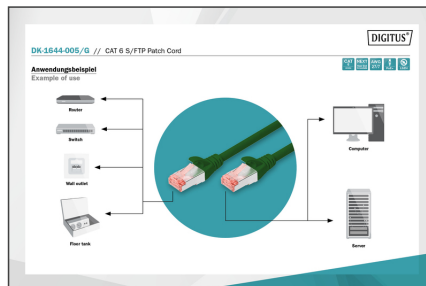 DIGITUS®
DK-1644-005/G // CAT 6 S/FTP Patch Cord
Anwendungsbeispiel
Example of use
Router
Switch
Wall outlet
Floor tank
Computer
Server